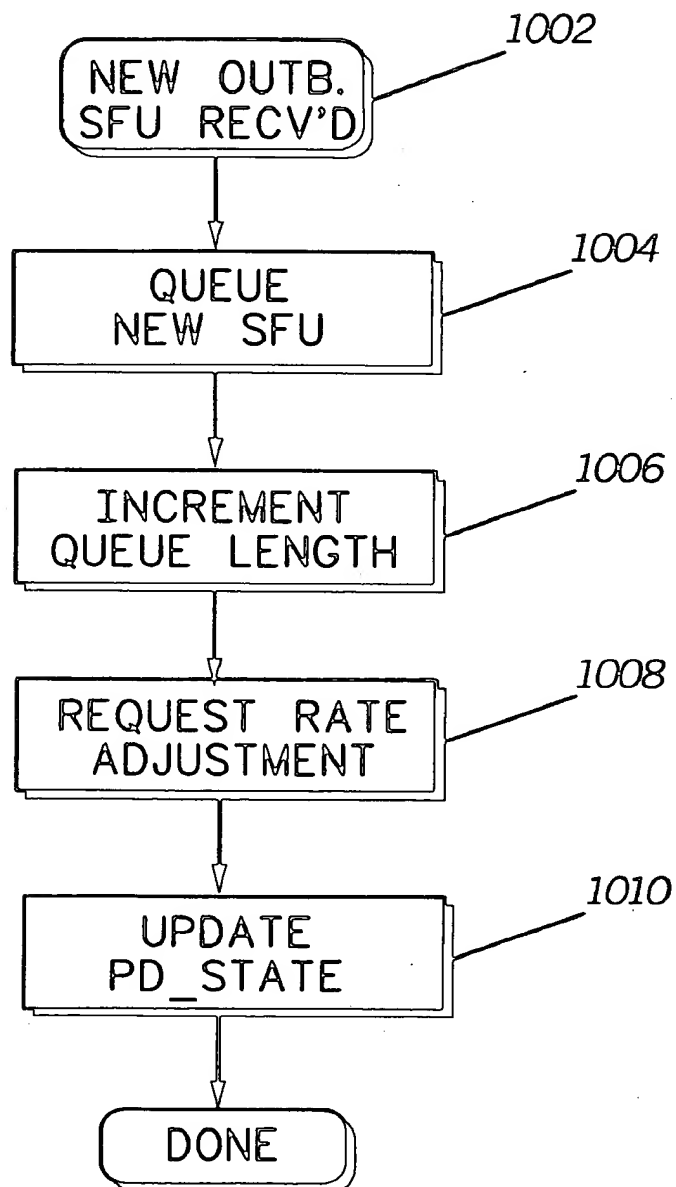 1002
NEW OUTB.
SFU RECV'D
1004
QUEUE
NEW SFU
1006
INCREMENT
QUEUE LENGTH
1008
REQUEST RATE
ADJUSTMENT
1010
UPDATE
PD_STATE
DONE